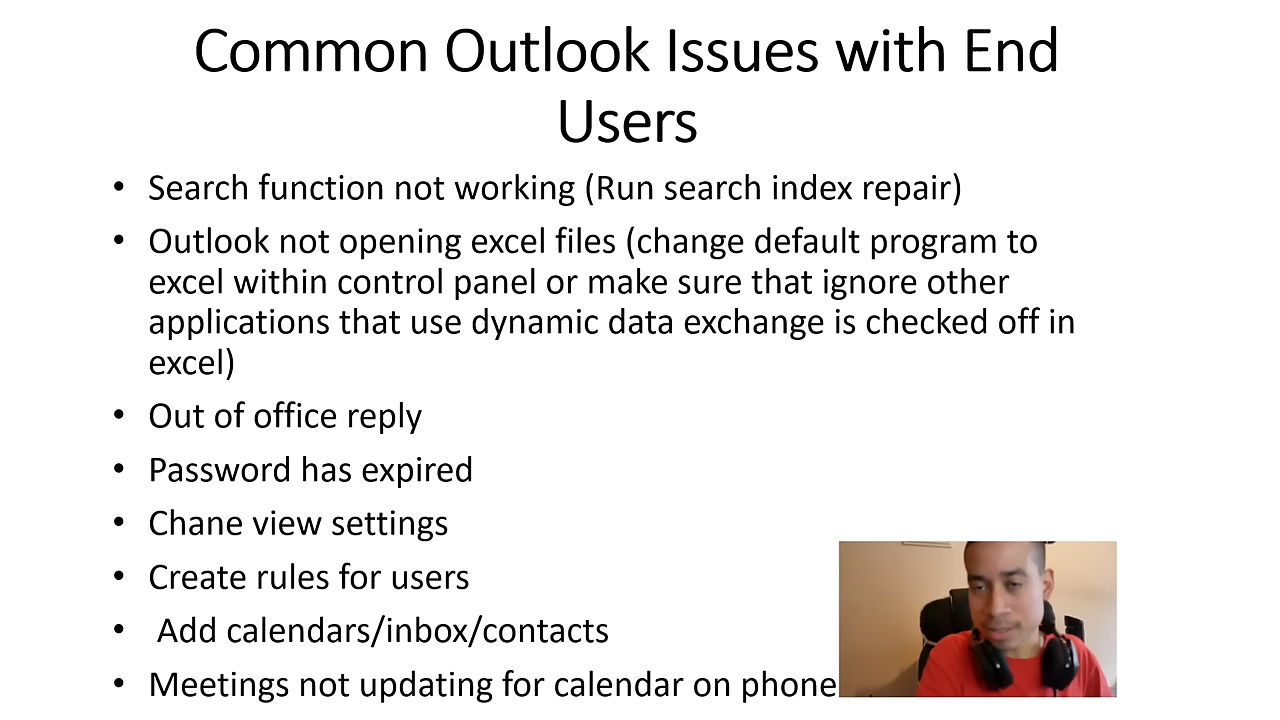 Common Outlook Issues with End
Users
• Search function not working (Run search index repair)
• Outlook not opening excel files (change default program to
excel within control panel or make sure that ignore other
applications that use dynamic data exchange is checked off in
excel)
• Out of office reply
• Password has expired
• Chane view settings
• Create rules for users
• Add calendars/inbox/contacts
• Meetings not updating for calendar on phone